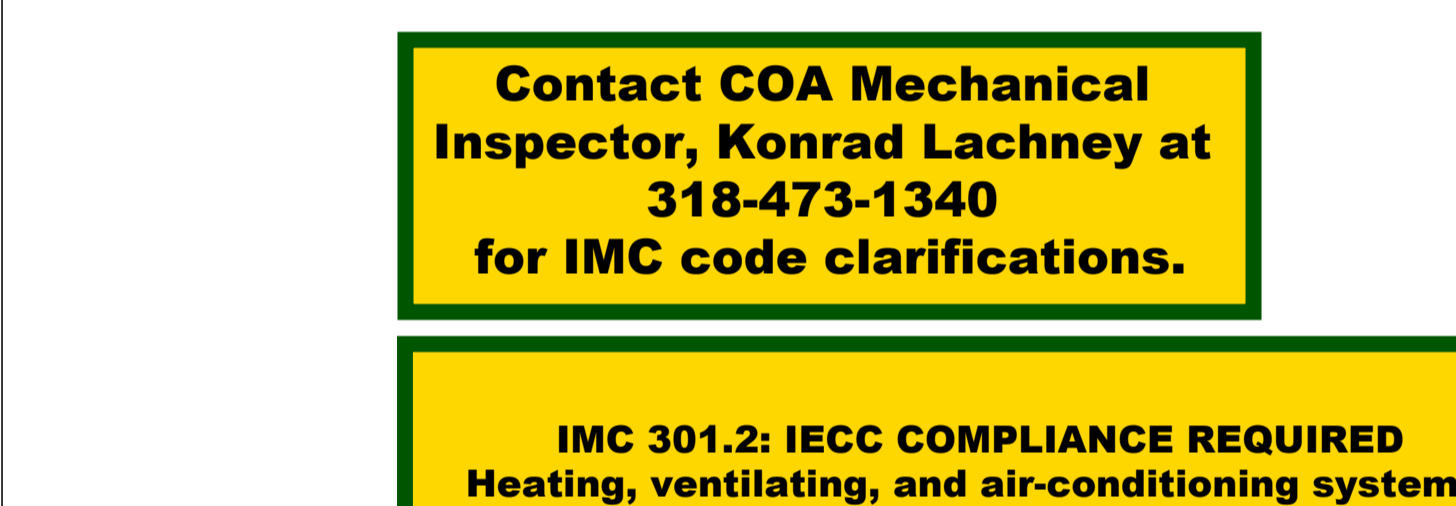 Contact COA Mechanical
Inspector, Konrad Lachney at
318-473-1340
for IMC code clarifications.
IMC 301.2: IECC COMPLIANCE REQUIRED
Heating, ventilating, and air-conditioning system